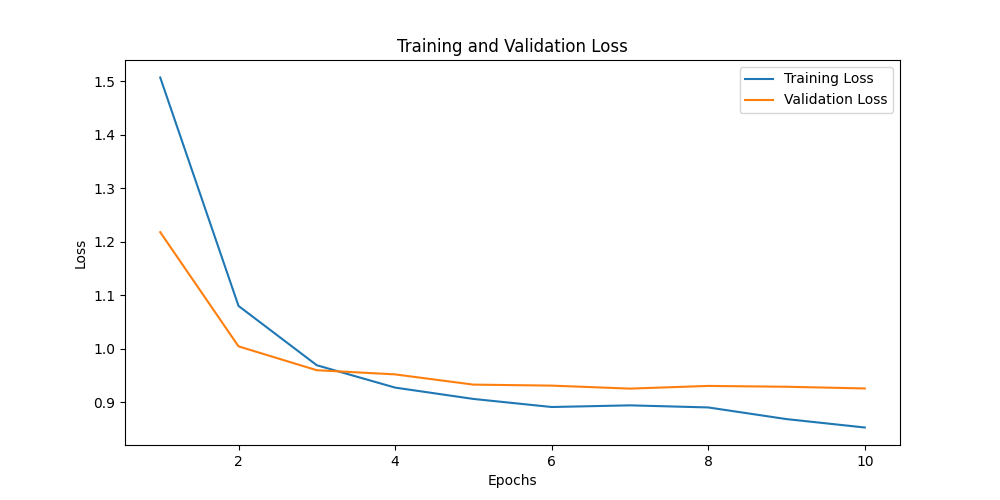 Training and Validation Loss
Training Loss
Validation Loss
1.5
1.4
1.3
1.2
1.1
1.0
0.9
Loss
2 4 6 8 10
Epochs